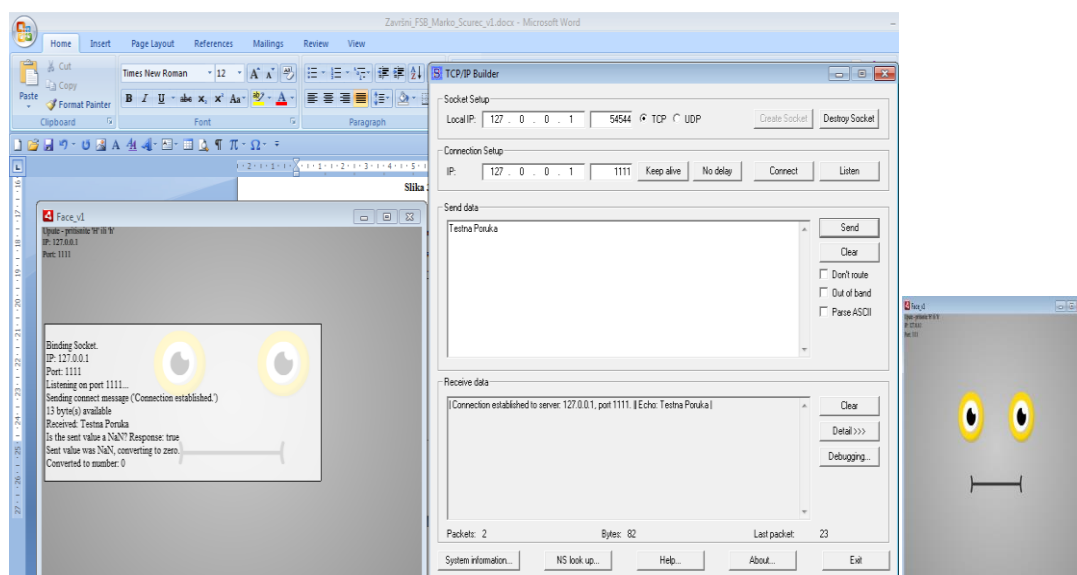 Završni_FSB_Marko_Scurec_v1.docx - Microsoft Word
Home Insert Page Layout References Mailings Review View
Paste
Cut
Copy
Format Painter
Clipboard
Times New Roman 12
Font
Paragraph
Slika
Face_v1
Upute - pritisnite 'H' ili 'h'
IP: 127.0.0.1
Port: 1111
Binding Socket.
IP: 127.0.0.1
Port: 1111
Listening on port 1111...
Sending connect message ('Connection established.')
13 byte(s) available
Received: Testna Poruka
Is the sent value a NaN? Response: true
Sent value was NaN, converting to zero.
Converted to number: 0
TCP/IP Builder
Socket Setup
Local IP: 127 . 0 . 0 . 1 54544 TCP UDP Create Socket Destroy Socket
Connection Setup
IP: 127 . 0 . 0 . 1 1111 Keep alive No delay Connect Listen
Send data
Testna Poruka
Send
Clear
Don't route
Out of band
Parse ASCII
Receive data
||Connection established to server: 127.0.0.1, port 1111. || Echo: Testna Poruka |
Clear
Detail >>>
Debugging...
Packets: 2 Bytes: 82 Last packet: 23
System information... NS look up... Help... About... Exit
Face_v1